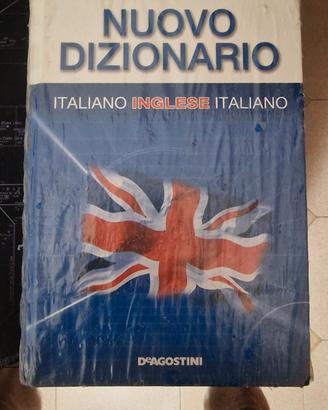 NUOVO
DIZIONARIO
ITALIANO INGLESE ITALIANO
DEAGOSTINI